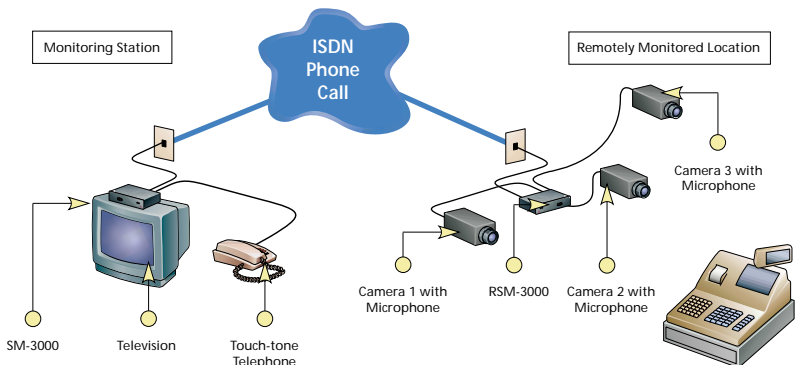 Monitoring Station
ISDN
Phone
Call
Remotely Monitored Location
Camera 3 with
Microphone
SM-3000
Television
Touch-tone
Telephone
Camera 1 with
Microphone
RSM-3000
Camera 2 with
Microphone